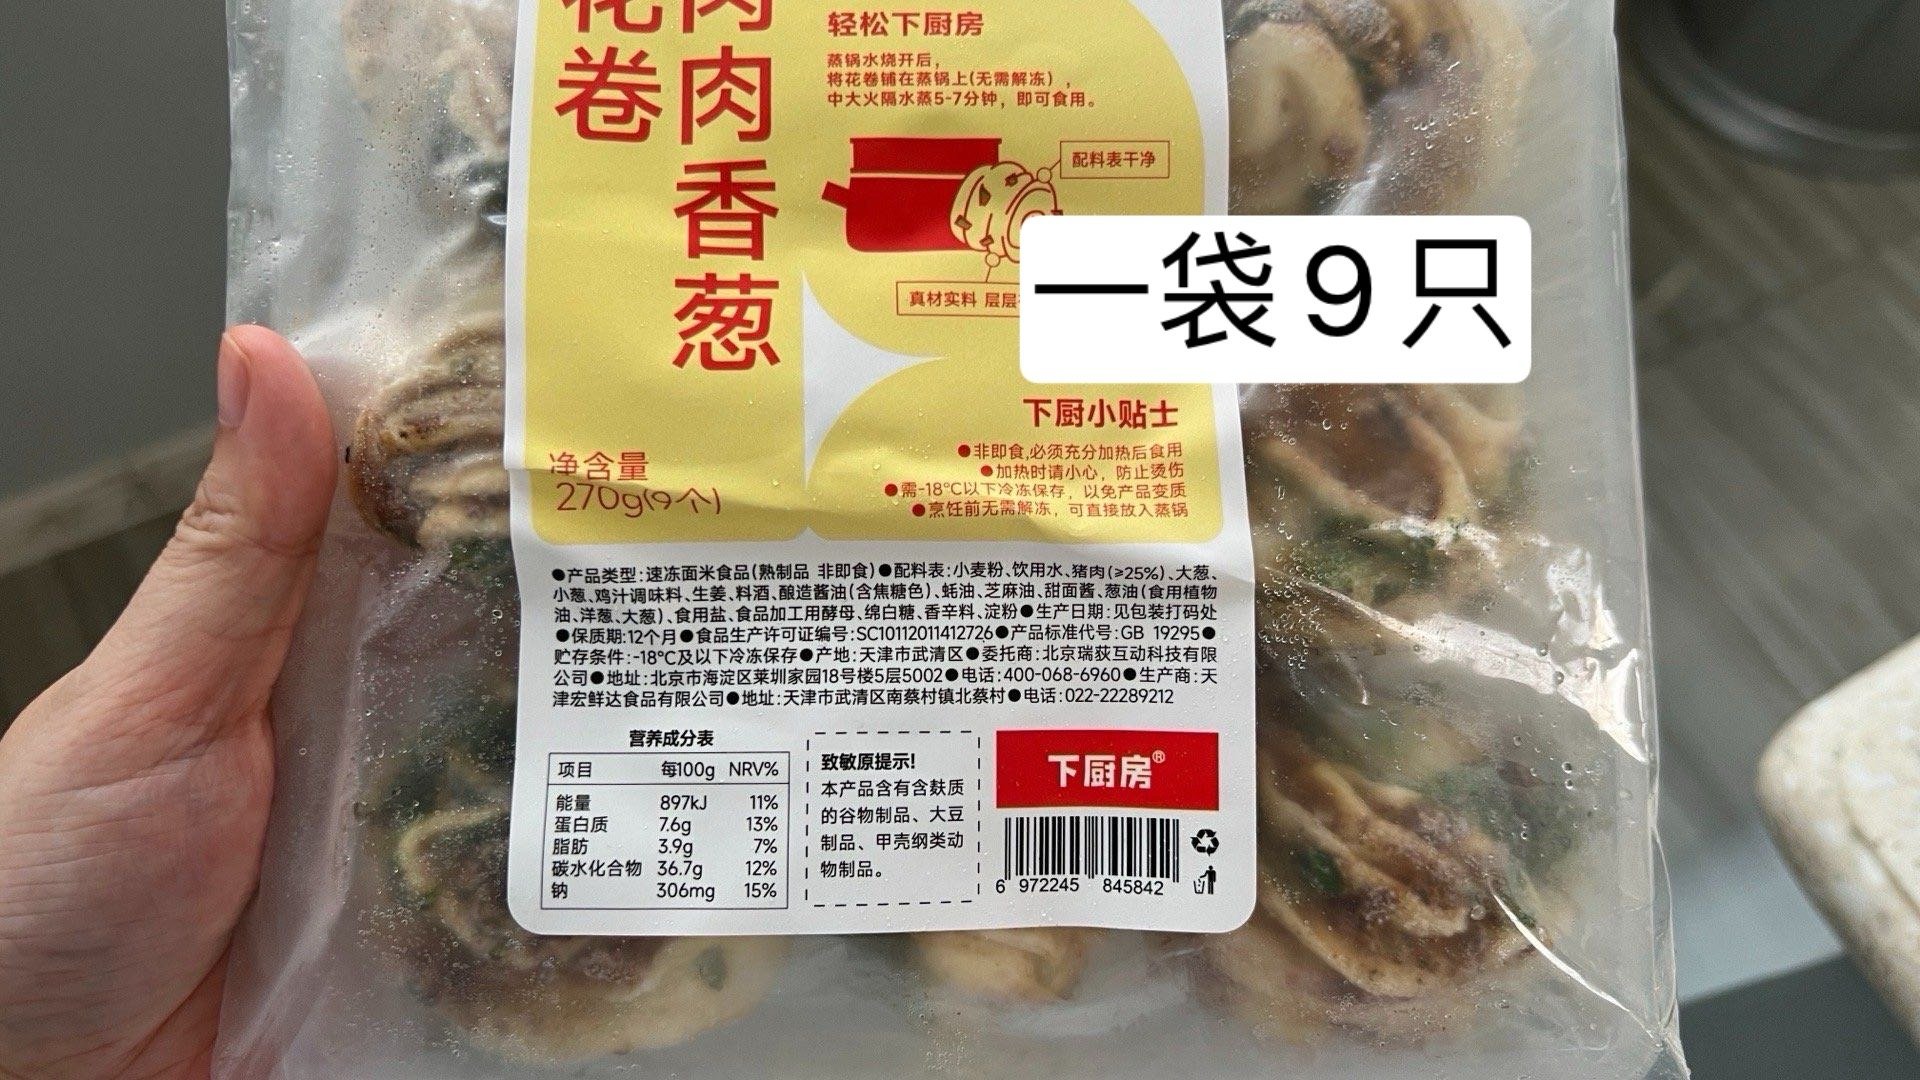 肉肉香葱
花卷
轻松下厨房
蒸锅水烧开后，
将花卷铺在蒸锅上(无需解冻)，
中大火隔水蒸5-7分钟，即可食用。
配料表干净
真材实料 层层
一袋9只
下厨小贴士
●非即食,必须充分加热后食用
●加热时请小心，防止烫伤
●需-18°C以下冷冻保存，以免产品变质
●烹饪前无需解冻，可直接放入蒸锅
净含量
270g(9个)
●产品类型:速冻面米食品(熟制品 非即食)●配料表:小麦粉、饮用水、猪肉(≥25%)、大葱、
小葱、鸡汁调味料、生姜、料酒、酿造酱油(含焦糖色)、蚝油、芝麻油、甜面酱、葱油(食用植物
油、洋葱、大葱)、食用盐、食品加工用酵母、绵白糖、香辛料、淀粉●生产日期:见包装打码处
●保质期:12个月●食品生产许可证编号:SC10112011412726●产品标准代号:GB 19295●
贮存条件:-18°C及以下冷冻保存●产地:天津市武清区●委托商:北京瑞荻互动科技有限
公司●地址:北京市海淀区莱圳家园18号楼5层5002●电话:400-068-6960●生产商:天
津宏鲜达食品有限公司●地址:天津市武清区南蔡村镇北蔡村●电话:022-22289212
营养成分表
项目 每100g NRV%
能量 897kJ 11%
蛋白质 7.6g 13%
脂肪 3.9g 7%
碳水化合物 36.7g 12%
钠 306mg 15%
致敏原提示!
本产品含有含麸质
的谷物制品、大豆
制品、甲壳纲类动
物制品。
下厨房®
6 972245 845842